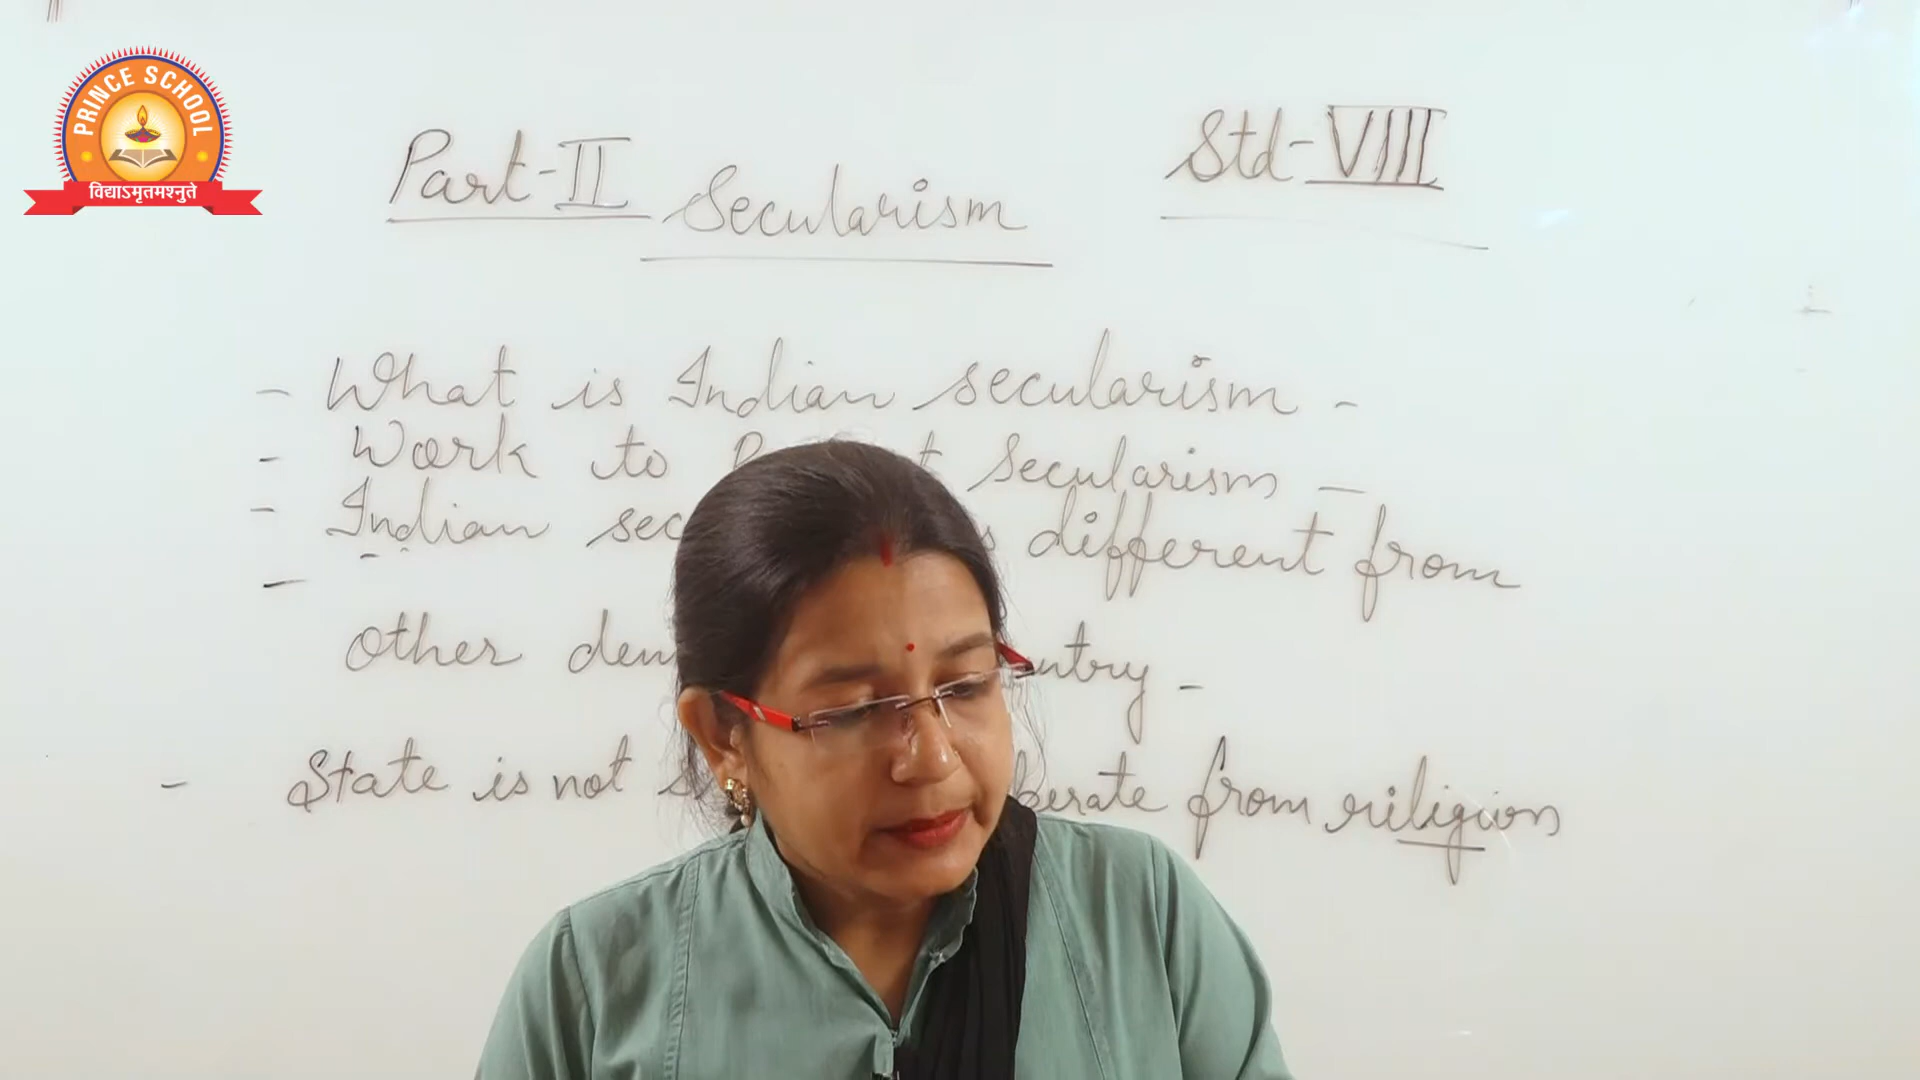 PRINCE SCHOOL
विद्याऽमृतमश्नुते
Part-II
Std-VIII
Secularism
- What is Indian secularism -
- Work to secularism -
- Indian different from
-
other
- State is not from religion